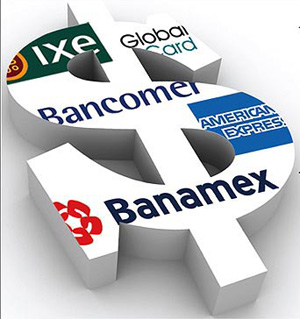 Ixe
Global
Card
Bancomer
AMERICAN
EXPRESS
Banamex